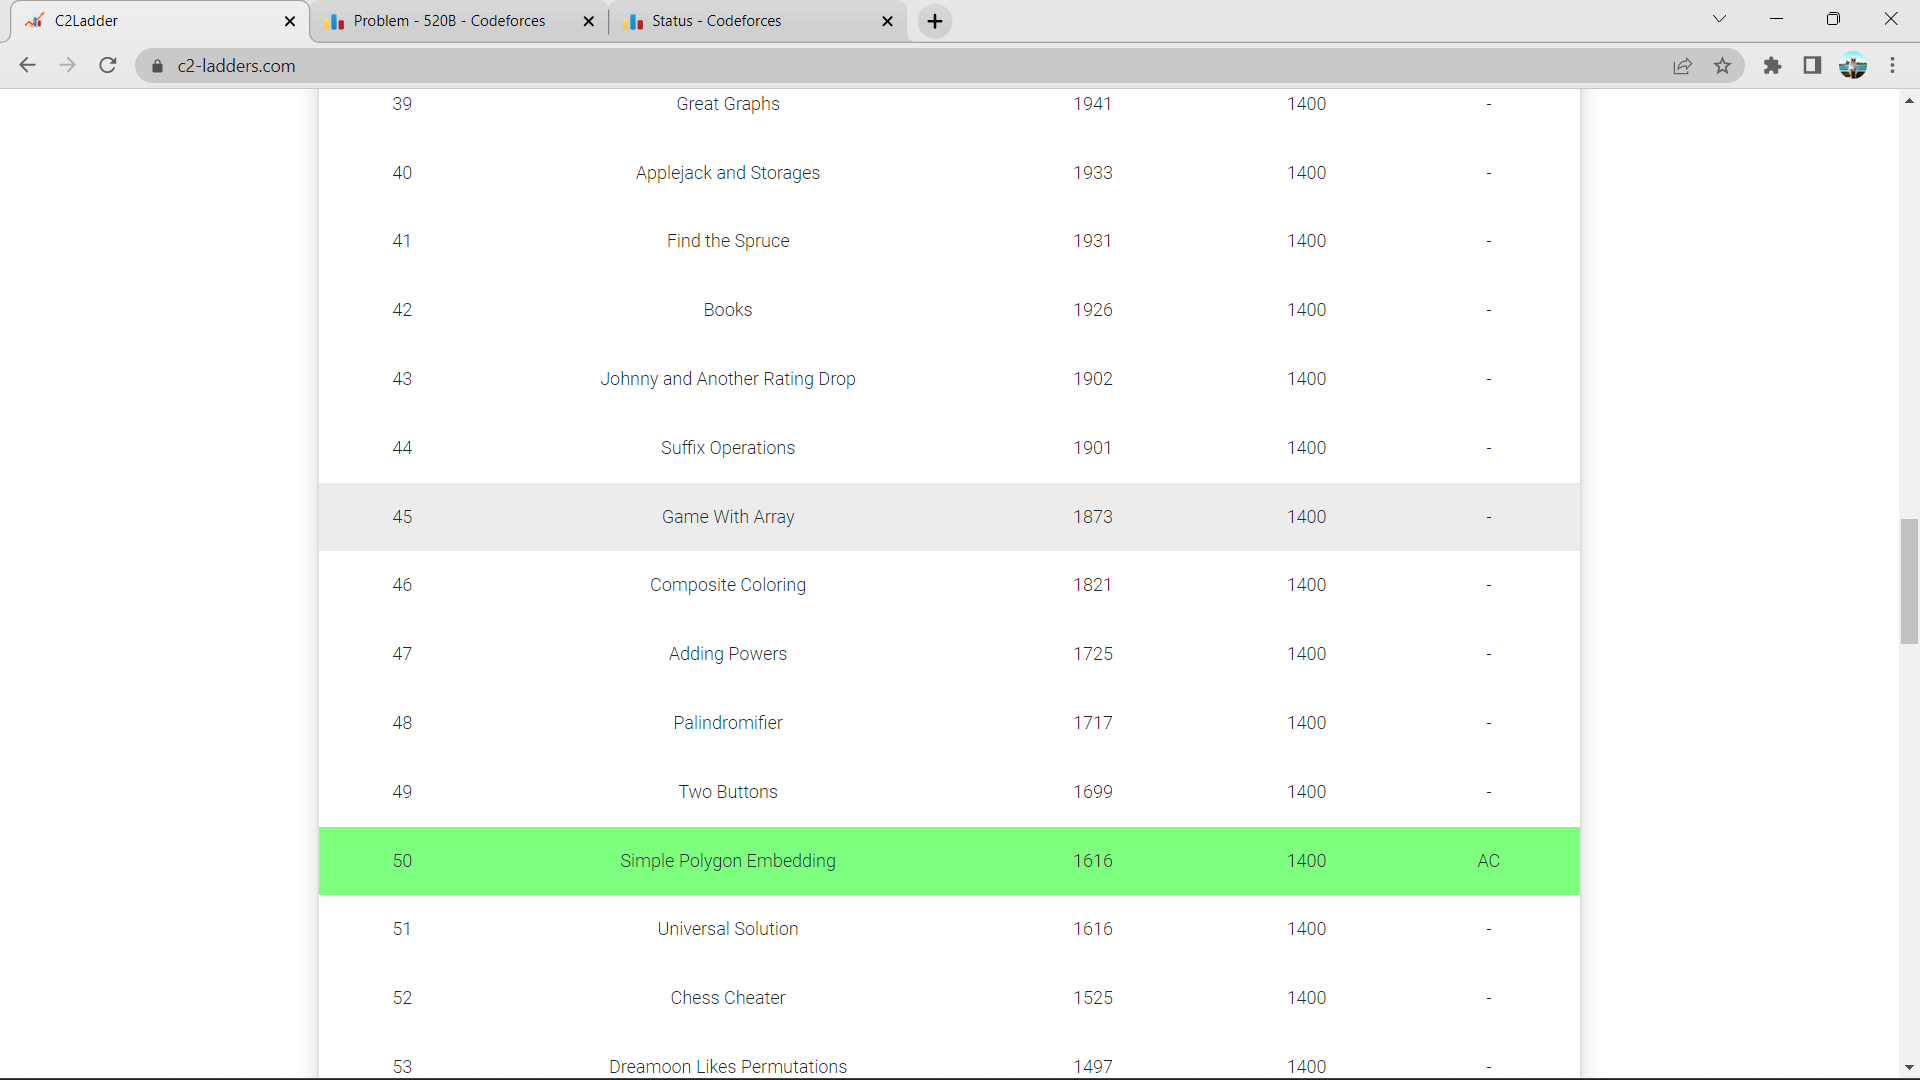 C2Ladder
Problem - 520B - Codeforces
Status - Codeforces
c2-ladders.com
39 Great Graphs 1941 1400 -
40 Applejack and Storages 1933 1400 -
41 Find the Spruce 1931 1400 -
42 Books 1926 1400 -
43 Johnny and Another Rating Drop 1902 1400 -
44 Suffix Operations 1901 1400 -
45 Game With Array 1873 1400 -
46 Composite Coloring 1821 1400 -
47 Adding Powers 1725 1400 -
48 Palindromifier 1717 1400 -
49 Two Buttons 1699 1400 -
50 Simple Polygon Embedding 1616 1400 AC
51 Universal Solution 1616 1400 -
52 Chess Cheater 1525 1400 -
53 Dreamoon Likes Permutations 1497 1400 -